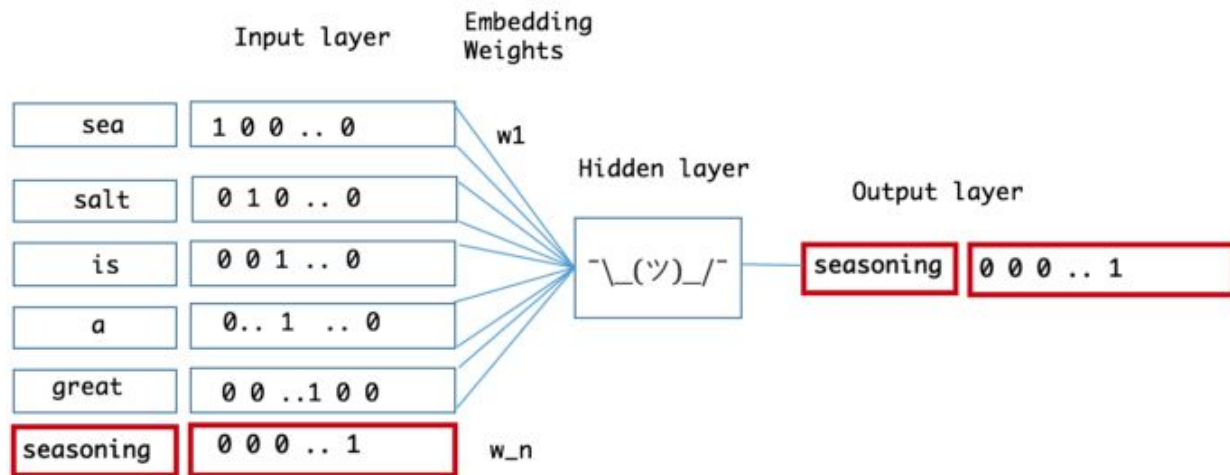 Input layer
Embedding
Weights
sea 1 0 0 .. 0
w1
salt 0 1 0 .. 0
is 0 0 1 .. 0
a 0.. 1 .. 0
great 0 0 ..1 0 0
seasoning 0 0 0 .. 1
w_n
Hidden layer
¯\_(ツ)_/¯
Output layer
seasoning 0 0 0 .. 1